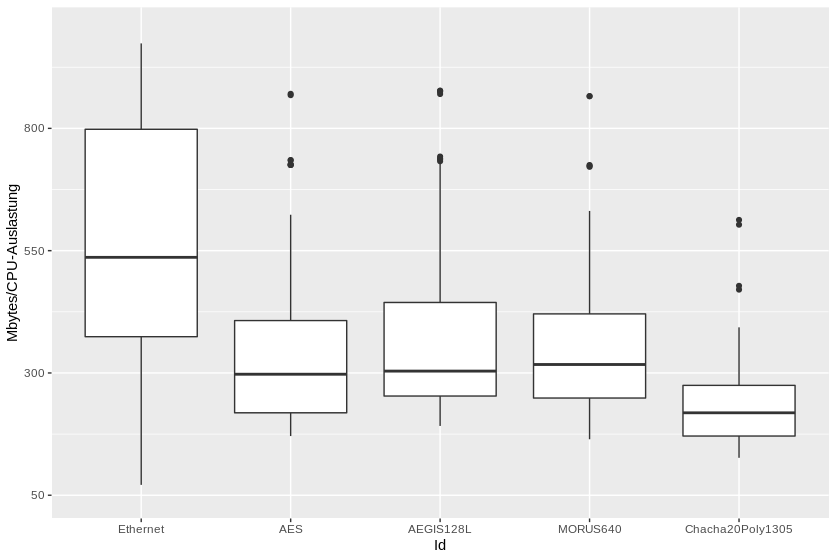 Mbytes/CPU-Auslastung
800
550
300
50
Ethernet AES AEGIS128L MORUS640 Chacha20Poly1305
Id